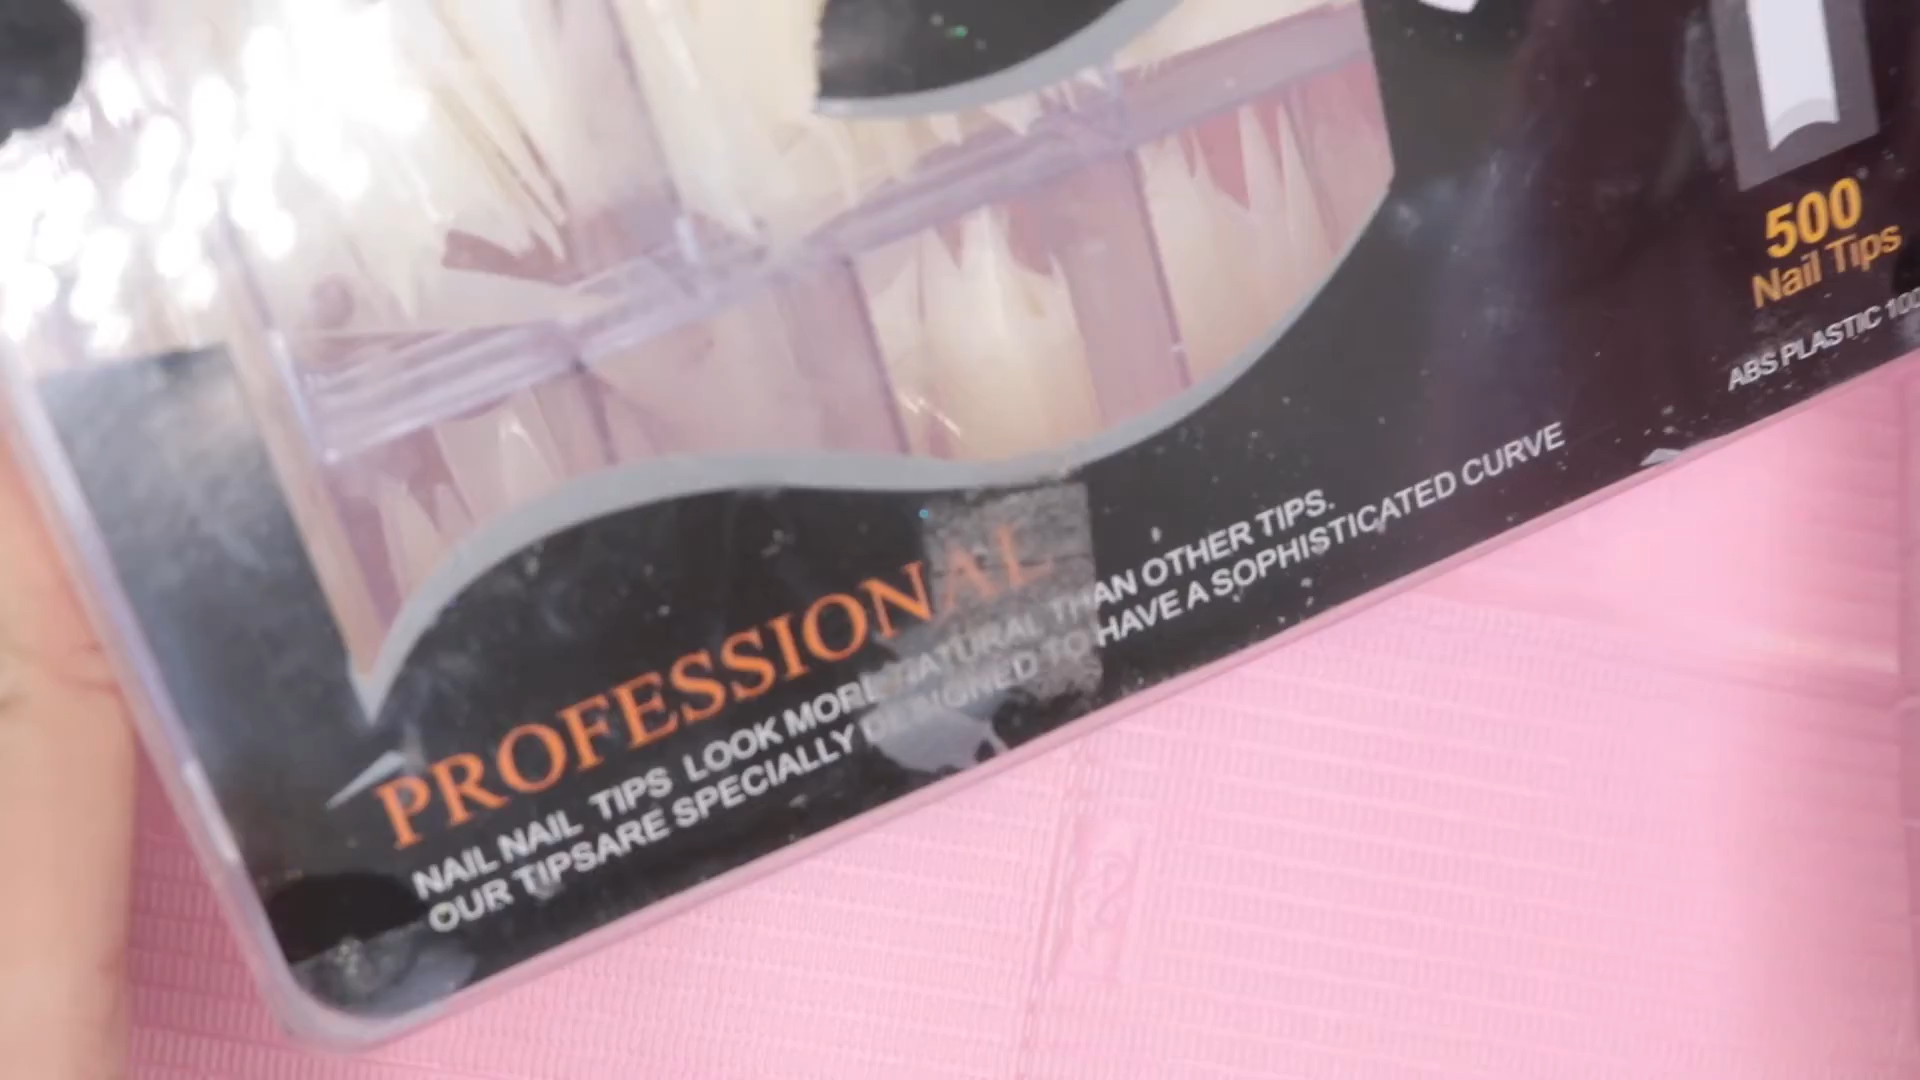 500
Nail Tips
ABS PLASTIC 100
PROFESSIONAL
NAIL NAIL TIPS LOOK MORE NATURAL THAN OTHER TIPS.
OUR TIPSARE SPECIALLY DESIGNED TO HAVE A SOPHISTICATED CURVE